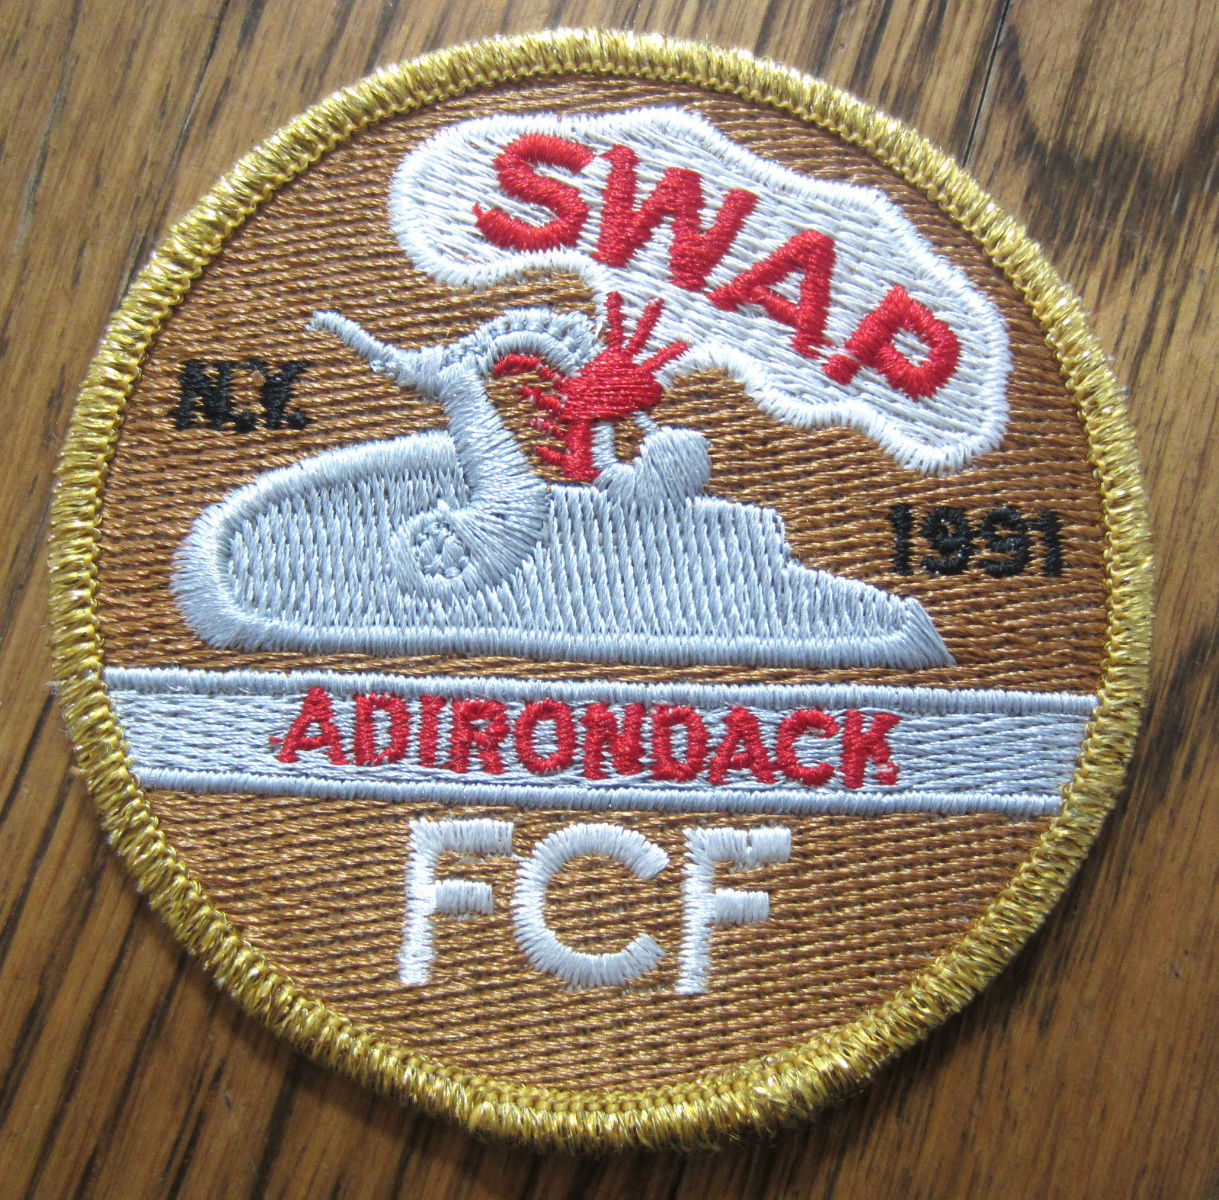 SWAP
N.Y.
1991
ADIRONDACK
FCF